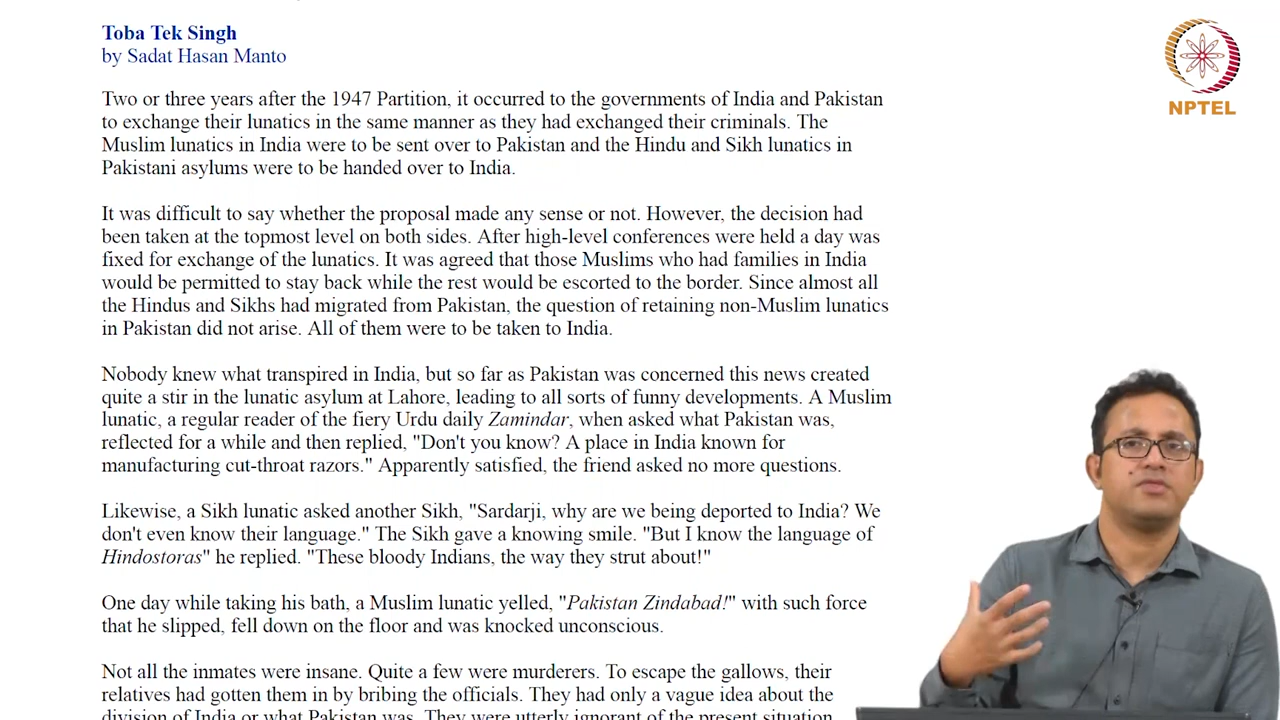 Toba Tek Singh
by Sadat Hasan Manto
Two or three years after the 1947 Partition, it occurred to the governments of India and Pakistan
to exchange their lunatics in the same manner as they had exchanged their criminals. The
Muslim lunatics in India were to be sent over to Pakistan and the Hindu and Sikh lunatics in
Pakistani asylums were to be handed over to India.
It was difficult to say whether the proposal made any sense or not. However, the decision had
been taken at the topmost level on both sides. After high-level conferences were held a day was
fixed for exchange of the lunatics. It was agreed that those Muslims who had families in India
would be permitted to stay back while the rest would be escorted to the border. Since almost all
the Hindus and Sikhs had migrated from Pakistan, the question of retaining non-Muslim lunatics
in Pakistan did not arise. All of them were to be taken to India.
Nobody knew what transpired in India, but so far as Pakistan was concerned this news created
quite a stir in the lunatic asylum at Lahore, leading to all sorts of funny developments. A Muslim
lunatic, a regular reader of the fiery Urdu daily Zamindar, when asked what Pakistan was,
reflected for a while and then replied, "Don't you know? A place in India known for
manufacturing cut-throat razors." Apparently satisfied, the friend asked no more questions.
Likewise, a Sikh lunatic asked another Sikh, "Sardarji, why are we being deported to India? We
don't even know their language." The Sikh gave a knowing smile. "But I know the language of
Hindostoras" he replied. "These bloody Indians, the way they strut about!"
One day while taking his bath, a Muslim lunatic yelled, "Pakistan Zindabad!" with such force
that he slipped, fell down on the floor and was knocked unconscious.
Not all the inmates were insane. Quite a few were murderers. To escape the gallows, their
relatives had gotten them in by bribing the officials. They had only a vague idea about the
division of India or what Pakistan was. They were utterly ignorant of the present situation.
NPTEL